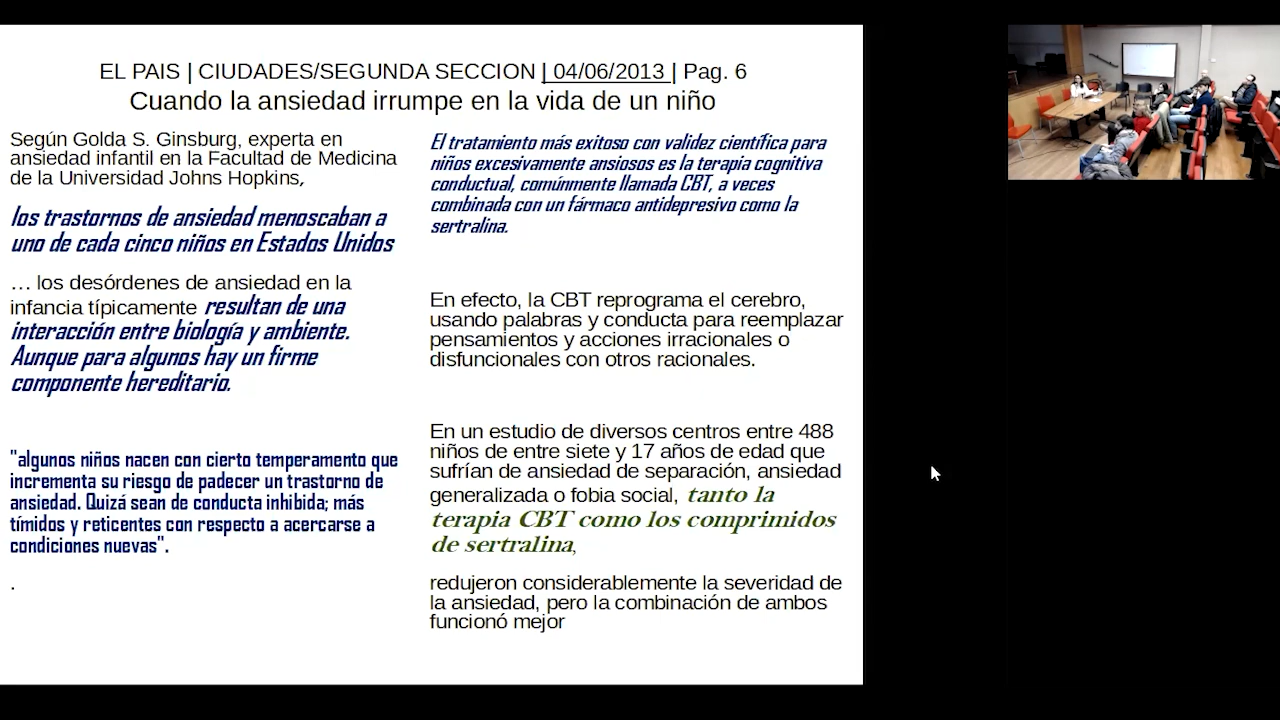 EL PAIS | CIUDADES/SEGUNDA SECCION | 04/06/2013 | Pag. 6
Cuando la ansiedad irrumpe en la vida de un niño
Según Golda S. Ginsburg, experta en
ansiedad infantil en la Facultad de Medicina
de la Universidad Johns Hopkins,
los trastornos de ansiedad menoscaban a
uno de cada cinco niños en Estados Unidos
… los desórdenes de ansiedad en la
infancia típicamente resultan de una
interacción entre biología y ambiente.
Aunque para algunos hay un firme
componente hereditario.
"algunos niños nacen con cierto temperamento que
incrementa su riesgo de padecer un trastorno de
ansiedad. Quizá sean de conducta inhibida; más
tímidos y reticentes con respecto a acercarse a
condiciones nuevas".
.
El tratamiento más exitoso con validez científica para
niños excesivamente ansiosos es la terapia cognitiva
conductual, comúnmente llamada CBT, a veces
combinada con un fármaco antidepresivo como la
sertralina.
En efecto, la CBT reprograma el cerebro,
usando palabras y conducta para reemplazar
pensamientos y acciones irracionales o
disfuncionales con otros racionales.
En un estudio de diversos centros entre 488
niños de entre siete y 17 años de edad que
sufrían de ansiedad de separación, ansiedad
generalizada o fobia social, tanto la
terapia CBT como los comprimidos
de sertralina,
redujeron considerablemente la severidad de
la ansiedad, pero la combinación de ambos
funcionó mejor